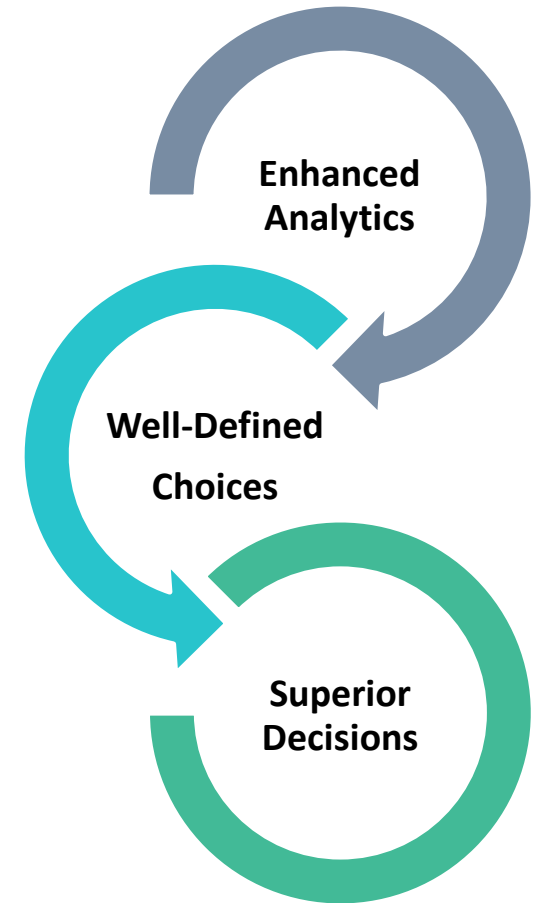 Enhanced
Analytics
Well-Defined
Choices
Superior
Decisions